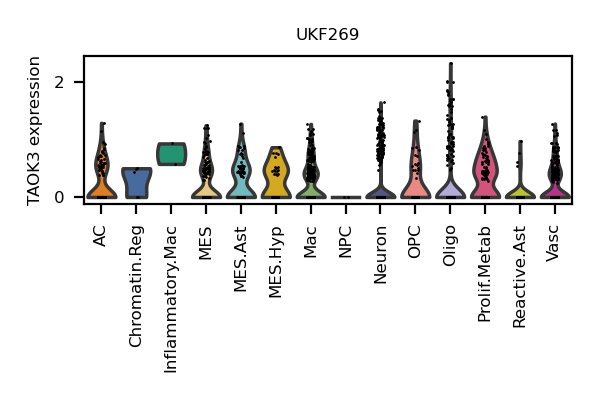 UKF269
TAOK3 expression
2
0
AC
Chromatin.Reg
Inflammatory.Mac
MES
MES.Ast
MES.Hyp
Mac
NPC
Neuron
OPC
Oligo
Prolif.Metab
Reactive.Ast
Vasc